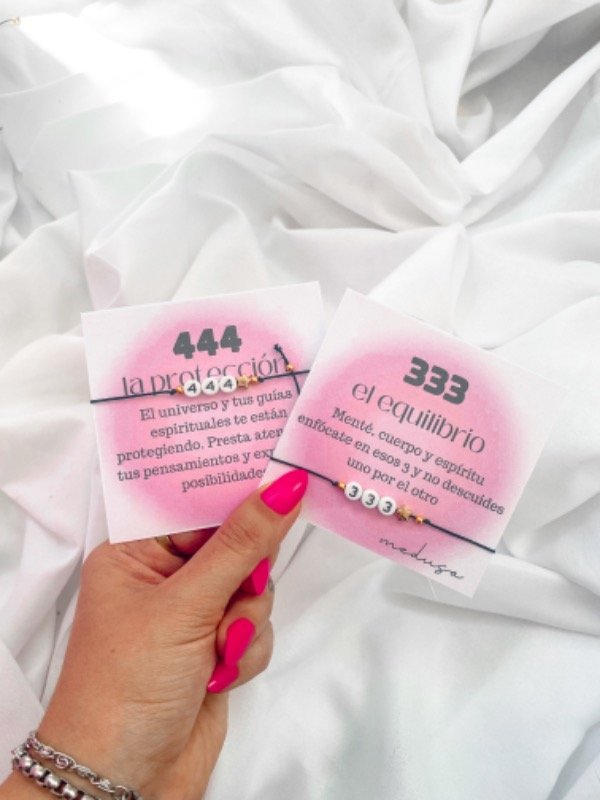 444
la protección
444
El universo y tus guías
espirituales te están
protegiendo. Presta
tus pensamientos y
posibilidades
333
el equilibrio
Menté, cuerpo y espíritu
enfócate en esos 3 y no descuides
uno por el otro
333
medusa